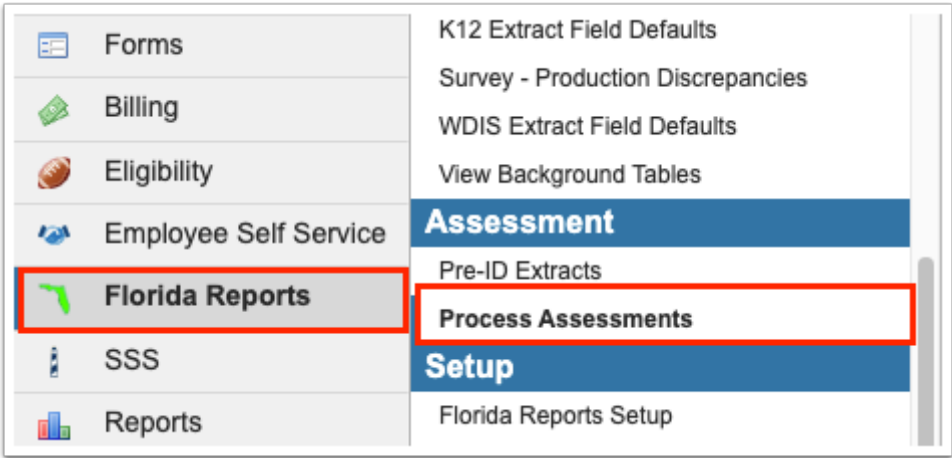 Forms
Billing
Eligibility
Employee Self Service
Florida Reports
SSS
Reports
K12 Extract Field Defaults
Survey - Production Discrepancies
WDIS Extract Field Defaults
View Background Tables
Assessment
Pre-ID Extracts
Process Assessments
Setup
Florida Reports Setup